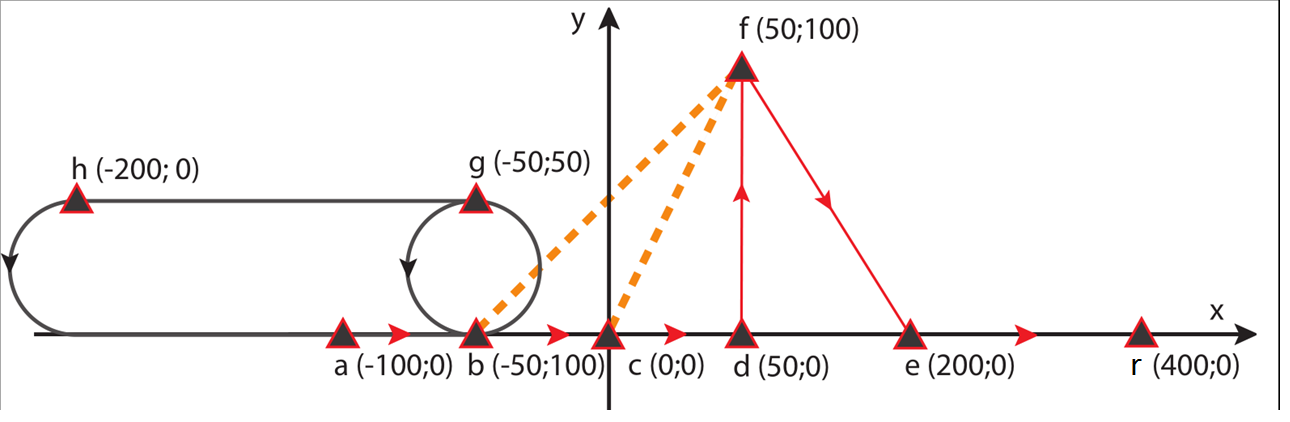 y
f (50;100)
h (-200; 0)
g (-50;50)
x
a (-100;0)
b (-50;100)
c (0;0)
d (50;0)
e (200;0)
r (400;0)